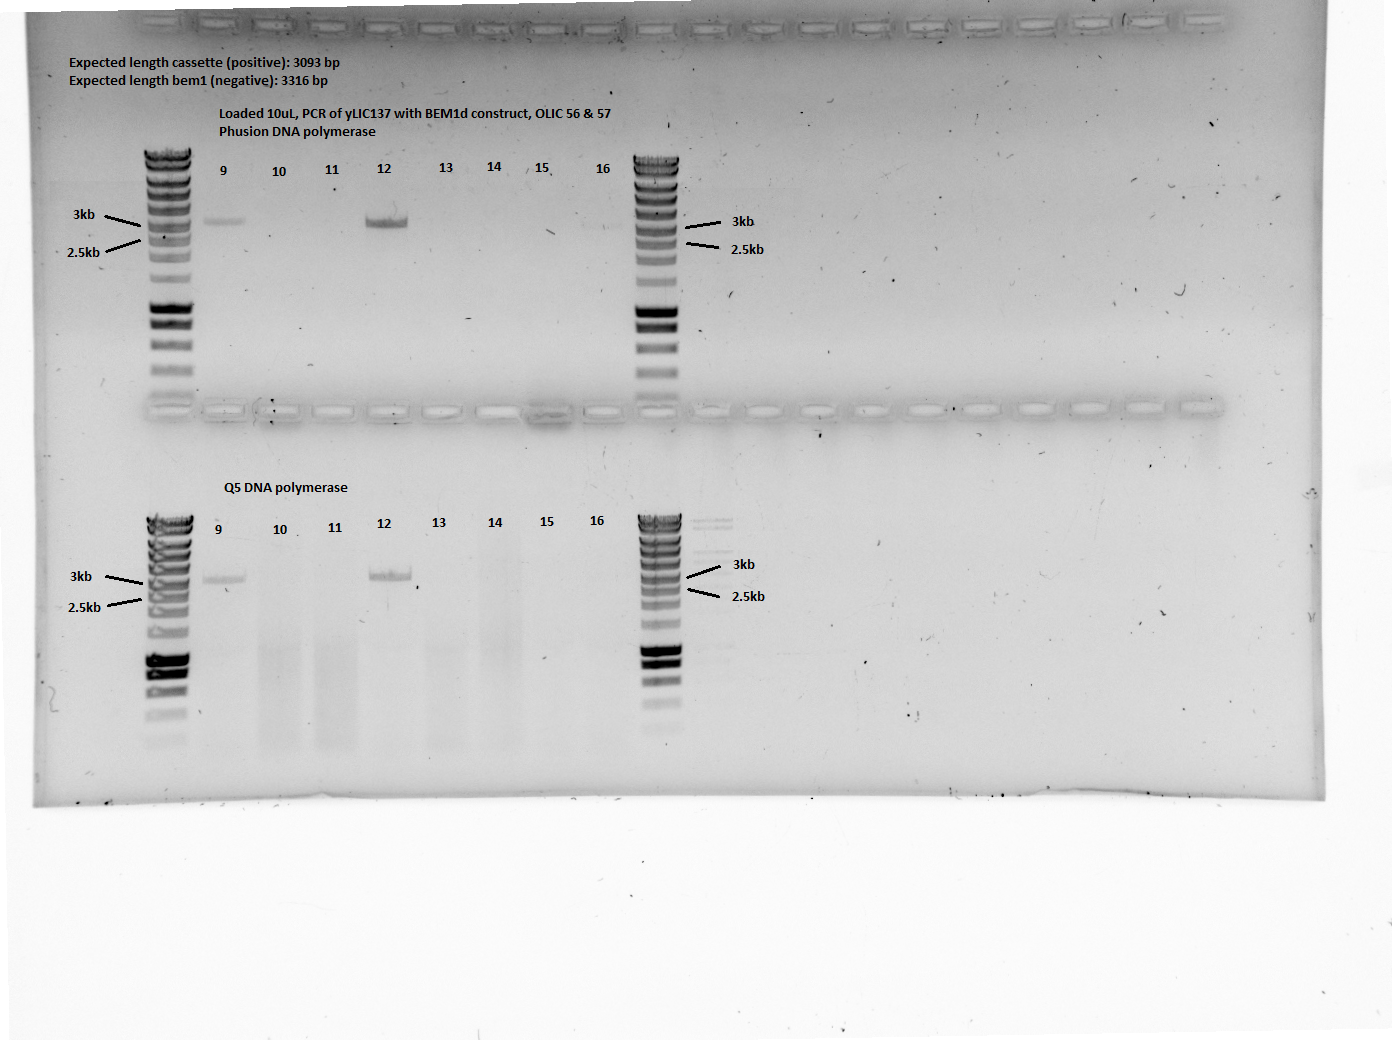 Expected length cassette (positive): 3093 bp
Expected length bem1 (negative): 3316 bp
Loaded 10uL, PCR of yLIC137 with BEM1d construct, OLIC 56 & 57
Phusion DNA polymerase
9 10 11 12 13 14 15 16
3kb 3kb
2.5kb 2.5kb
Q5 DNA polymerase
9 10 11 12 13 14 15 16
3kb 3kb
2.5kb 2.5kb